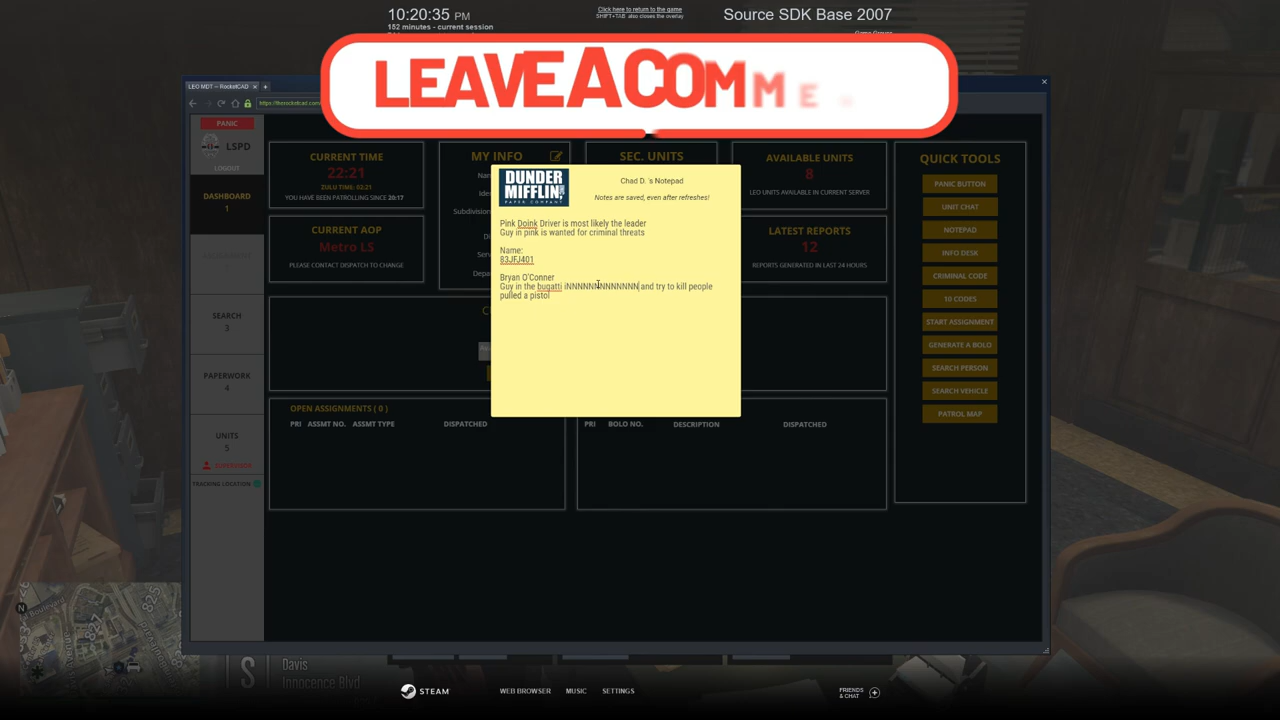 10:20:35 PM
152 minutes - current session
Click here to return to the game
SHIFT+TAB also closes the overlay
Source SDK Base 2007
LEAVE A COMME
LEO MDT -- RocketCAD
PANIC
LSPD
LOGOUT
DASHBOARD
1
SEARCH
3
PAPERWORK
4
UNITS
5
SUPERVISOR
TRACKING LOCATION:
CURRENT TIME
22:21
ZULU TIME: 02:21
YOU HAVE BEEN PATROLLING SINCE 20:17
CURRENT AOP
Metro LS
PLEASE CONTACT DISPATCH TO CHANGE
MY INFO
Subdivision
SEC. UNITS
AVAILABLE UNITS
8
LEO UNITS AVAILABLE IN CURRENT SERVER
LATEST REPORTS
12
REPORTS GENERATED IN LAST 24 HOURS
QUICK TOOLS
PANIC BUTTON
UNIT CHAT
NOTEPAD
INFO DESK
CRIMINAL CODE
10 CODES
START ASSIGNMENT
GENERATE A BOLO
SEARCH PERSON
SEARCH VEHICLE
PATROL MAP
DUNDER
MIFFLIN
PAPER COMPANY
Chad D. 's Notepad
Notes are saved, even after refreshes!
Pink Doink Driver is most likely the leader
Guy in pink is wanted for criminal threats
Name:
83JFJ401
Bryan O'Conner
Guy in the bugatti iNNNNNNNNNNNNN and try to kill people
pulled a pistol
OPEN ASSIGNMENTS ( 0 )
PRI ASSMT NO. ASSMT TYPE DISPATCHED
PRI BOLO NO. DESCRIPTION DISPATCHED
Davis
Innocence Blvd
STEAM
WEB BROWSER
MUSIC
SETTINGS
FRIENDS
& CHAT